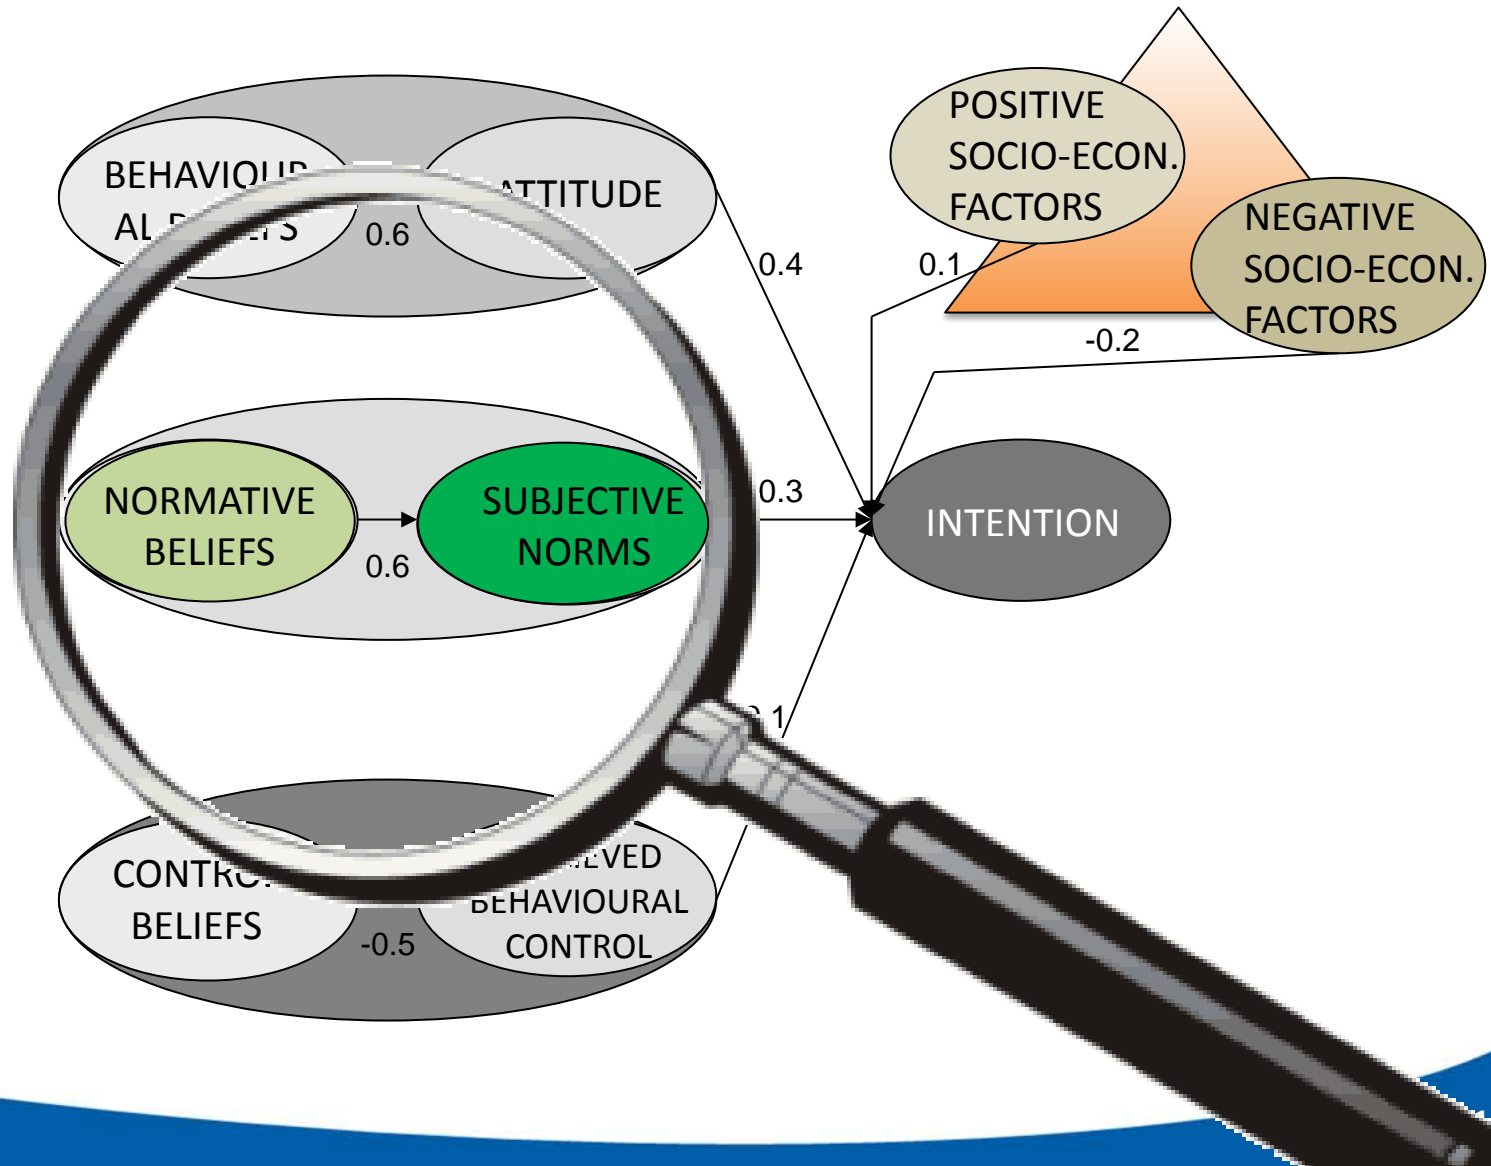 ATTITUDE
0.6
0.4
POSITIVE
SOCIO-ECON.
FACTORS
0.1
NEGATIVE
SOCIO-ECON.
FACTORS
-0.2
NORMATIVE
BELIEFS
0.6
SUBJECTIVE
NORMS
0.3
INTENTION
BELIEFS
BEHAVIOURAL
CONTROL
-0.5